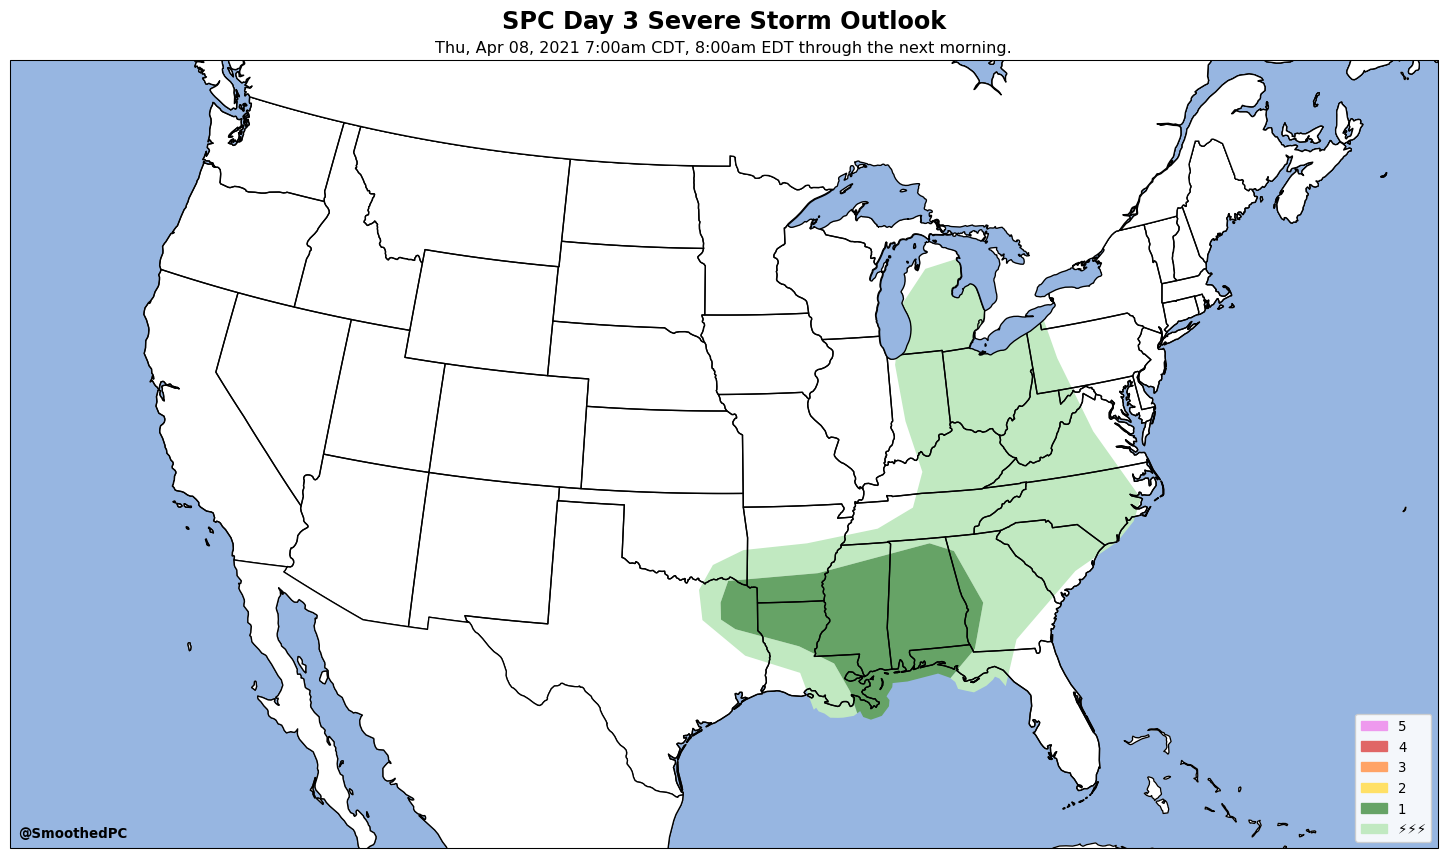 SPC Day 3 Severe Storm Outlook
Thu, Apr 08, 2021 7:00am CDT, 8:00am EDT through the next morning.
5
4
3
2
1
⚡⚡⚡
@SmoothedPC